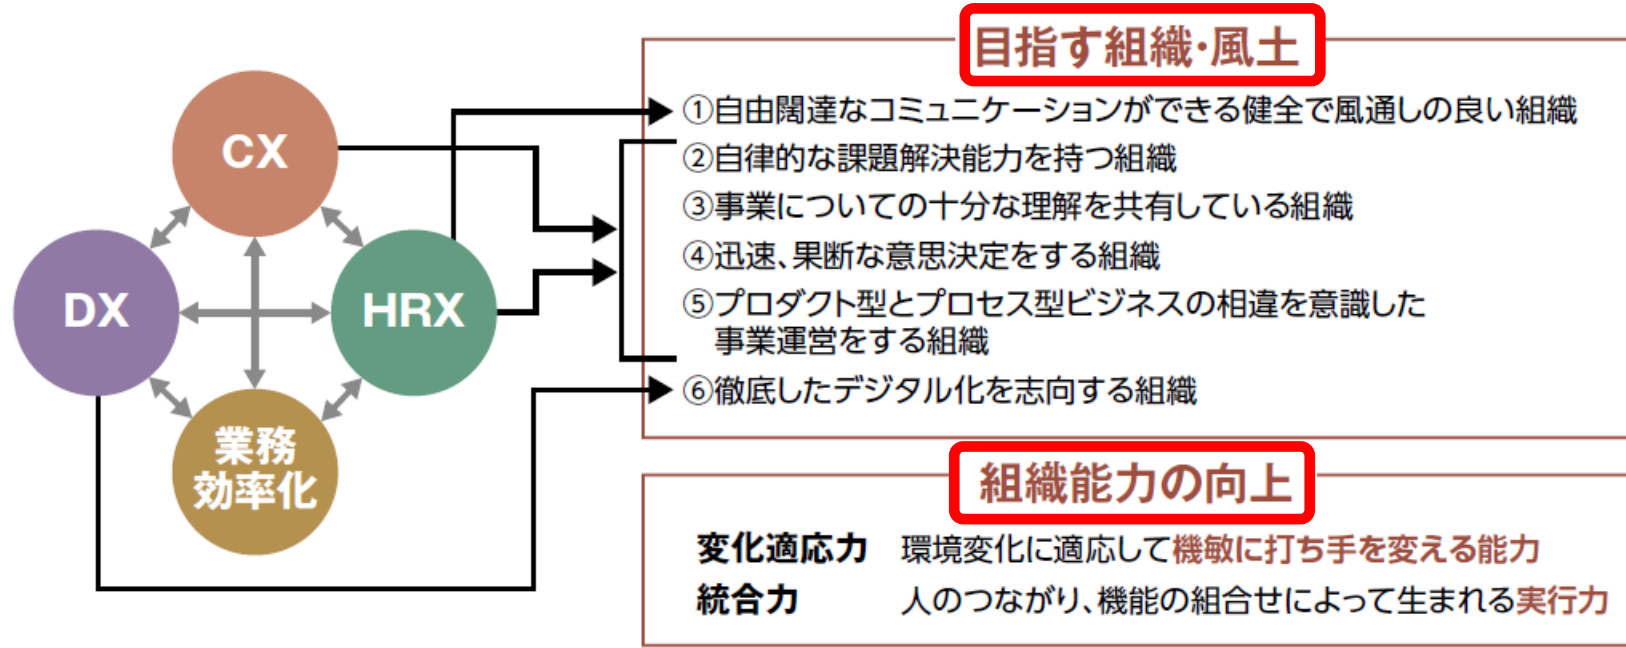 CX
DX
HRX
業務
効率化
目指す組織・風土
①自由闊達なコミュニケーションができる健全で風通しの良い組織
②自律的な課題解決能力を持つ組織
③事業についての十分な理解を共有している組織
④迅速、果断な意思決定をする組織
⑤プロダクト型とプロセス型ビジネスの相違を意識した
事業運営をする組織
⑥徹底したデジタル化を志向する組織
組織能力の向上
変化適応力 環境変化に適応して機敏に打ち手を変える能力
統合力 人のつながり、機能の組合せによって生まれる実行力